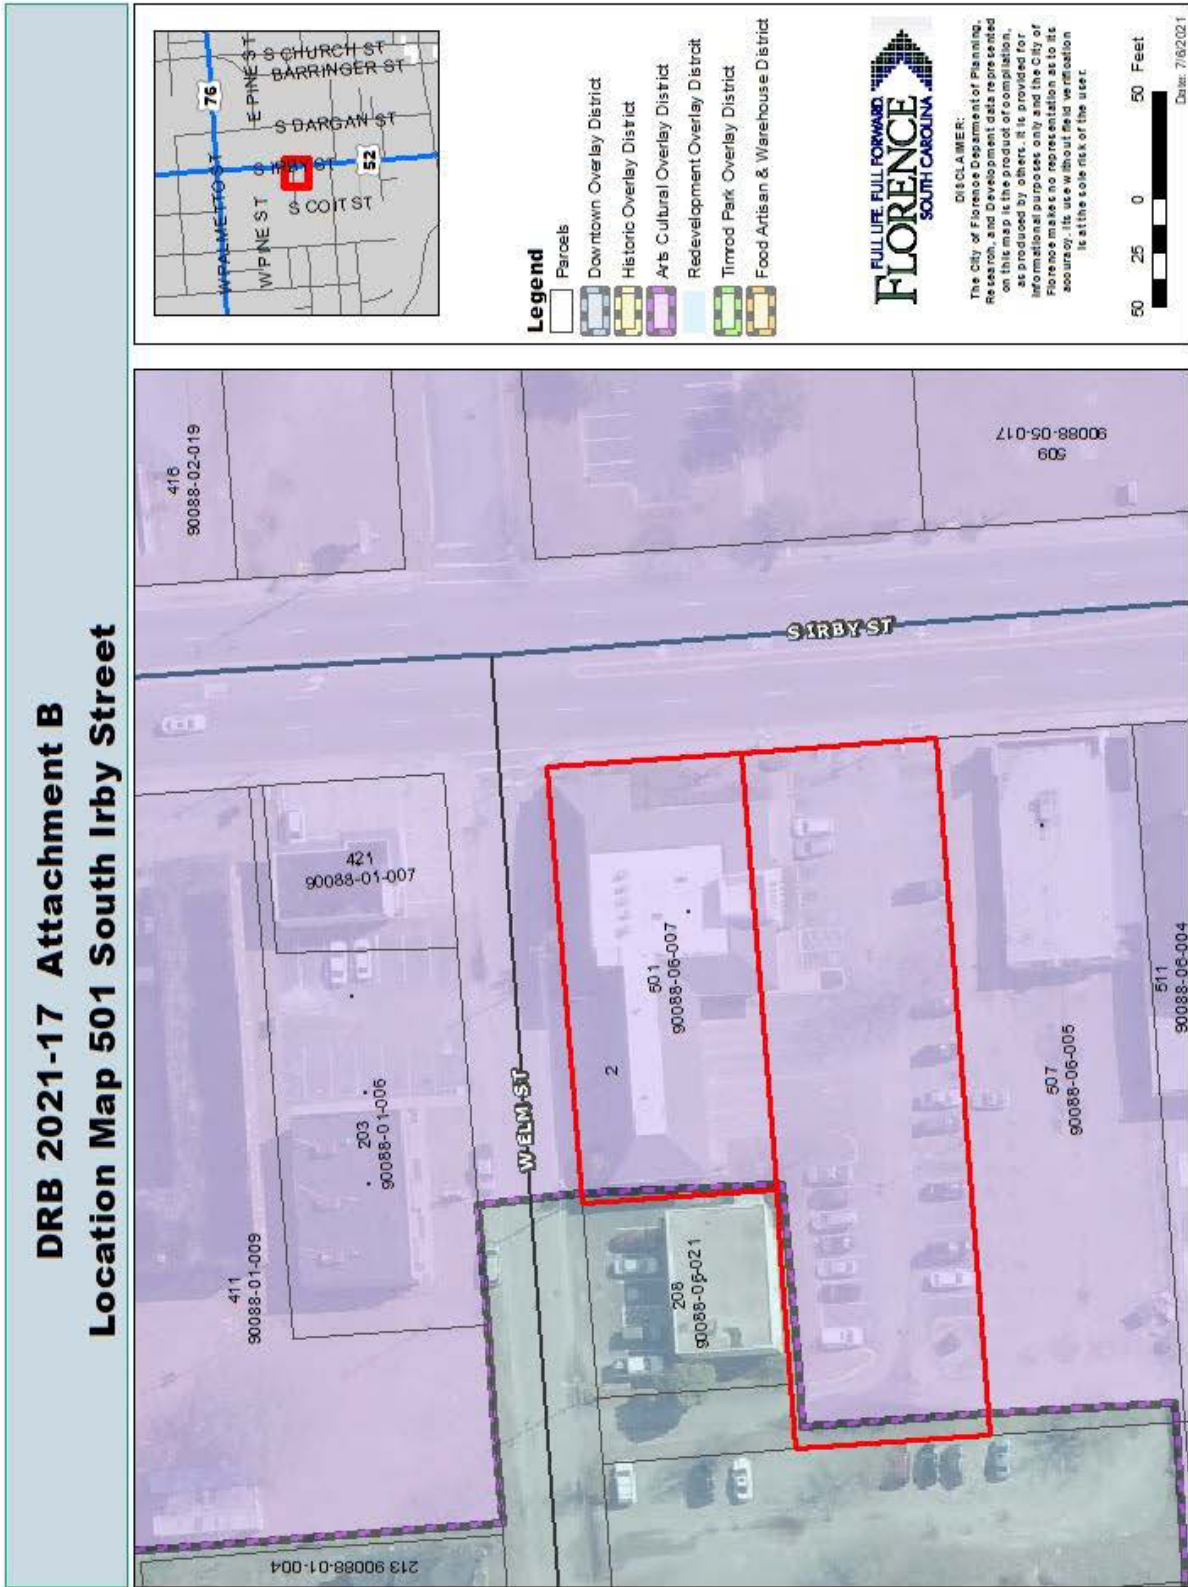 DRB 2021-17 Attachment B
Location Map 501 South Irby Street
411
90088-01-009
213 90088-01-004
203
90088-01-006
421
90088-01-007
416
90088-02-019
W ELM ST
208
90088-06-021
2
501
90088-06-007
S IRBY ST
507
90088-06-005
511
90088-06-004
509
90088-05-017
W PALMETTO ST
76
E PINE ST
S CHURCH ST
BARRINGER ST
S DARGAN ST
W PINE ST
S IRBY ST
52
S COIT ST
Legend
Parcels
Downtown Overlay District
Historic Overlay District
Arts Cultural Overlay District
Redevelopment Overlay Distrcit
Timrod Park Overlay District
Food Artisan & Warehouse District
FULL LIFE. FULL FORWARD.
FLORENCE
SOUTH CAROLINA
DISCLAIMER:
The City of Florence Department of Planning,
Research, and Development data represented
on this map is the product of compilation,
as produced by others. It is provided for
informational purposes only and the City of
Florence makes no representation as to its
accuracy. Its use without field verification
is at the sole risk of the user.
50 25 0 50 Feet
Date: 7/6/2021